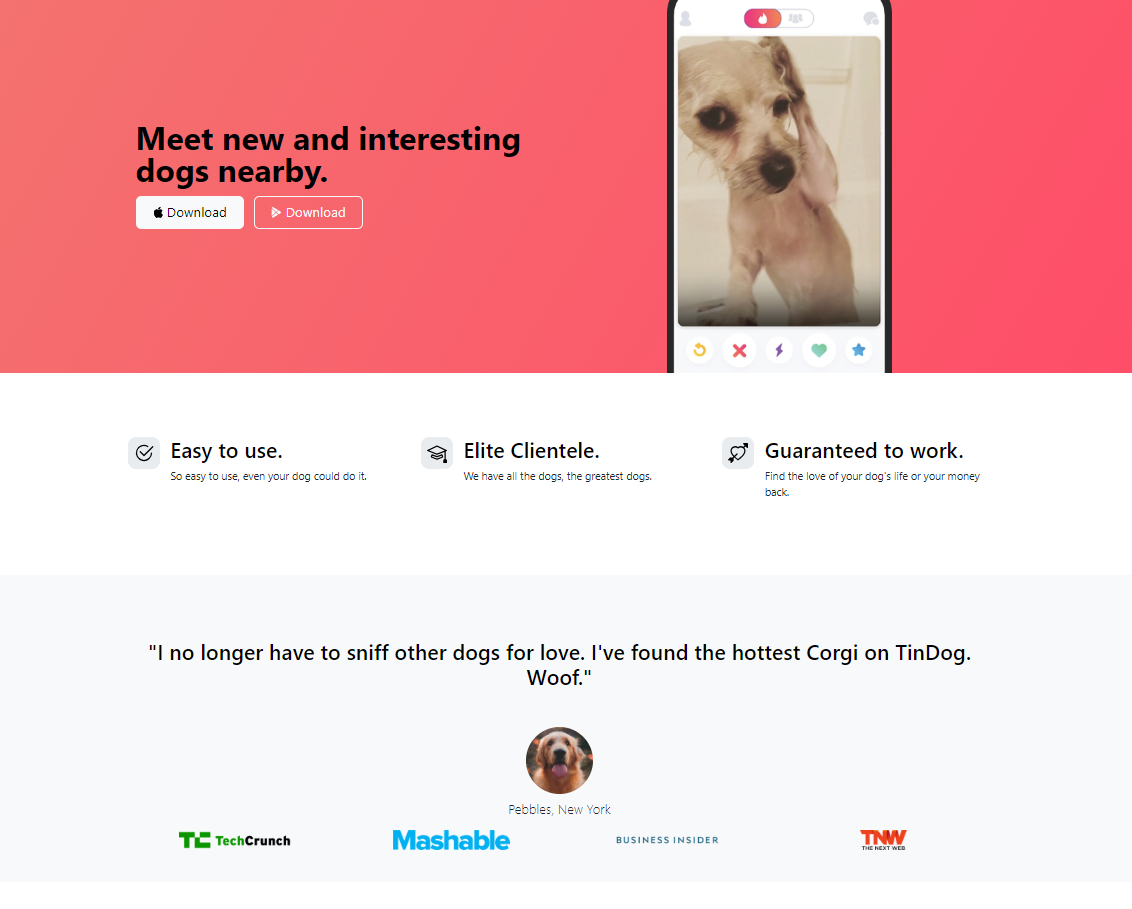 Meet new and interesting
dogs nearby.
Download
Download
Easy to use.
So easy to use, even your dog could do it.
Elite Clientele.
We have all the dogs, the greatest dogs.
Guaranteed to work.
Find the love of your dog's life or your money
back.
"I no longer have to sniff other dogs for love. I've found the hottest Corgi on TinDog.
Woof."
Pebbles, New York
TC TechCrunch
Mashable
BUSINESS INSIDER
TNW
THE NEXT WEB